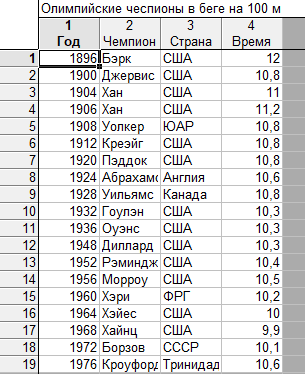 Олимпийские чеспионы в беге на 100 м
1 2 3 4
Год Чемпион Страна Время
1 1896 Бэрк США 12
2 1900 Джервис США 10,8
3 1904 Хан США 11
4 1906 Хан США 11,2
5 1908 Уолкер ЮАР 10,8
6 1912 Креэйг США 10,8
7 1920 Пэддок США 10,8
8 1924 Абрахамс Англия 10,6
9 1928 Уильямс Канада 10,8
10 1932 Гоулэн США 10,3
11 1936 Оуэнс США 10,3
12 1948 Диллард США 10,3
13 1952 Рэминдж США 10,4
14 1956 Морроу США 10,5
15 1960 Хэри ФРГ 10,2
16 1964 Хэйес США 10
17 1968 Хайнц США 9,9
18 1972 Борзов СССР 10,1
19 1976 Кроуфорд Тринидад 10,6